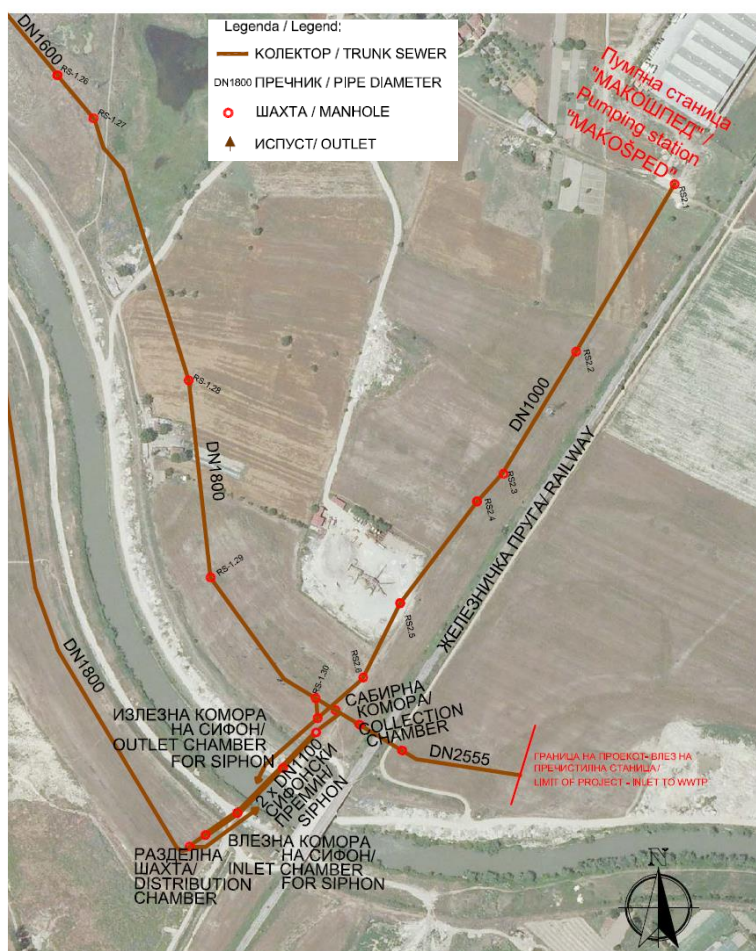 Legenda / Legend;
КОЛЕКТОР / TRUNK SEWER
DN1800 ПРЕЧНИК / PIPE DIAMETER
ШАХТА / MANHOLE
ИСПУСТ/ OUTLET
DN1600
RS-1.26
RS-1.27
Пумпна станица
"МАКОШПЕД" /
Pumping station
"MAKOŠPED"
RS2.1
RS2.2
DN1000
RS-1.28
DN1800
RS2.3
RS2.4
ЖЕЛЕЗНИЧКА ПРУГА/ RAILWAY
RS-1.29
RS2.5
RS2.6
DN1800
RS-1.30
САБИРНА
КОМОРА/
COLLECTION
CHAMBER
ИЗЛЕЗНА КОМОРА
НА СИФОН/
OUTLET CHAMBER
FOR SIPHON
DN2555
ГРАНИЦА НА ПРОЕКОТ- ВЛЕЗ НА
ПРЕЧИСТИЛНА СТАНИЦА/
LIMIT OF PROJECT - INLET TO WWTP
2 x DN1100
СИФОНСКИ
ПРЕМИН/
SIPHON
РАЗДЕЛНА
ШАХТА/
DISTRIBUTION
CHAMBER
ВЛЕЗНА КОМОРА
НА СИФОН/
INLET CHAMBER
FOR SIPHON
N